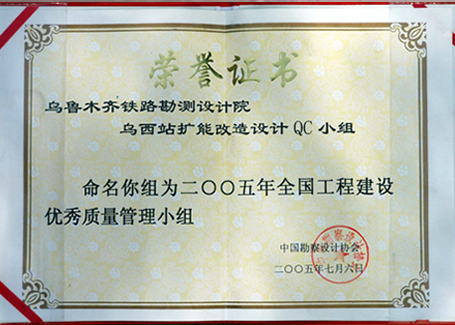 荣誉证书
乌鲁木齐铁路勘测设计院
乌西站扩能改造设计QC小组
命名你组为二〇〇五年全国工程建设
优秀质量管理小组
中国勘察设计协会
二〇〇五年七月六日